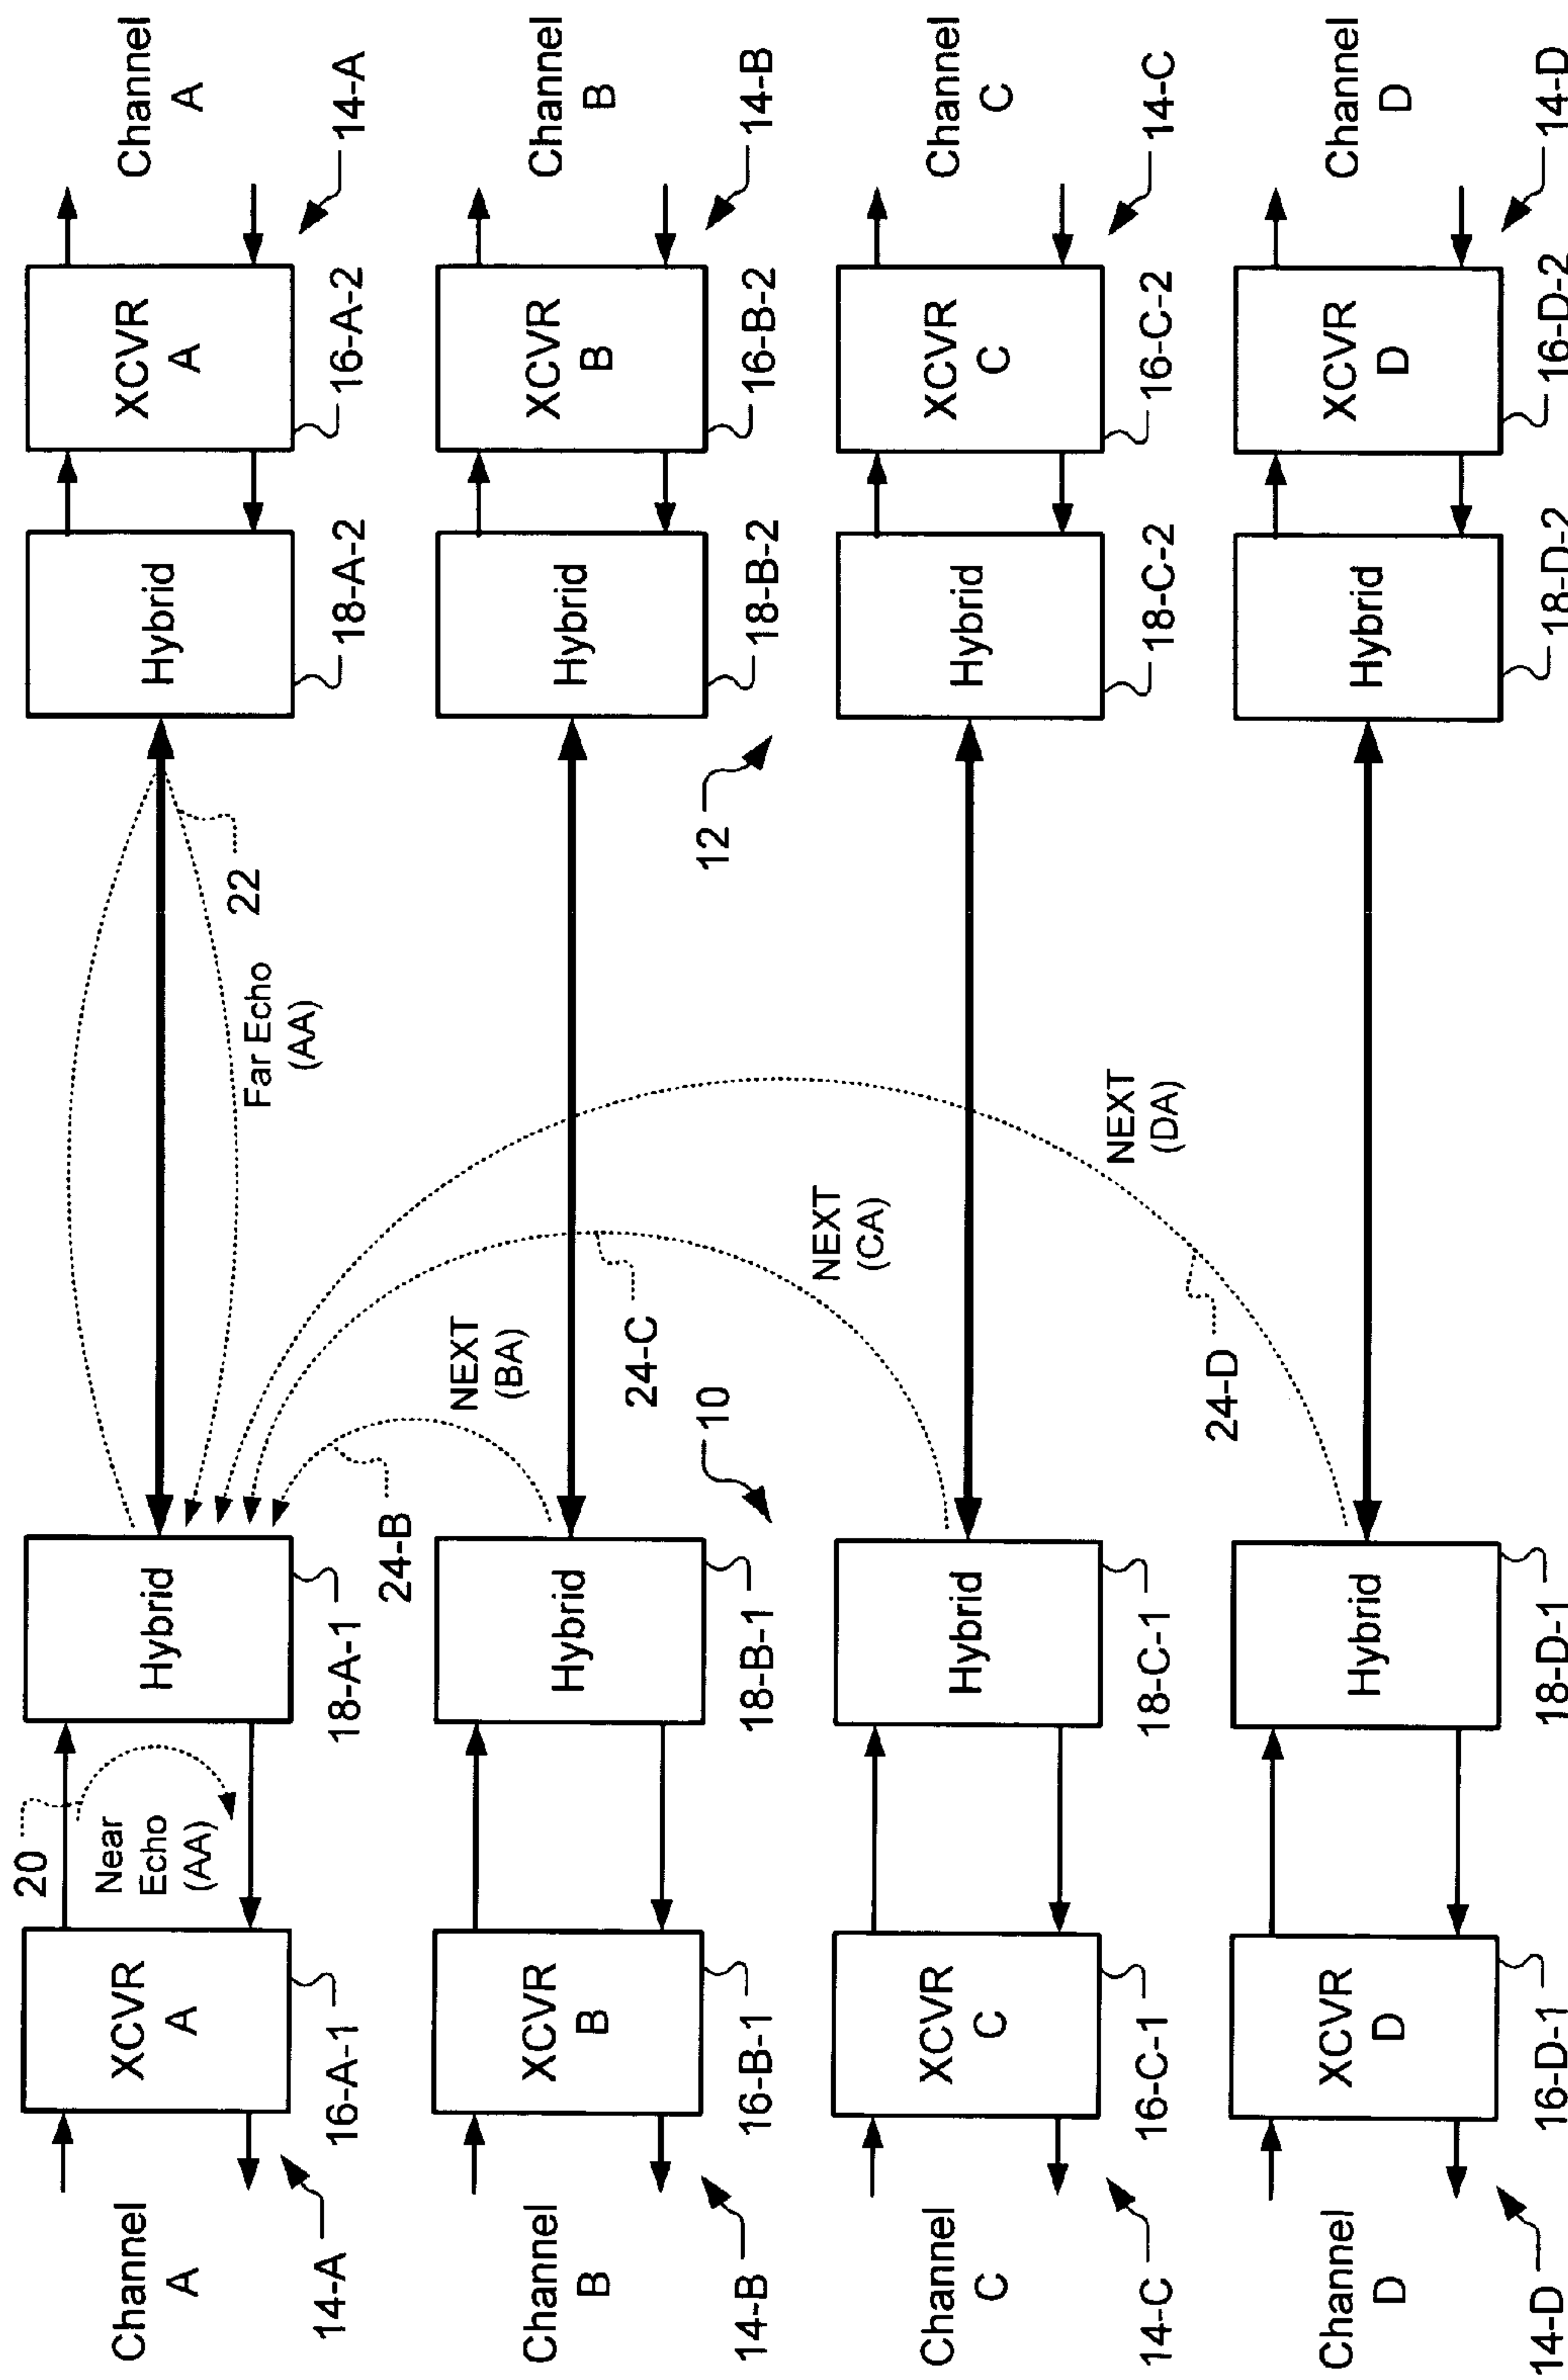 Channel
A
14-A
XCVR
A
16-A-1
20
Near
Echo
(AA)
Hybrid
18-A-1
Far Echo
(AA)
22
Hybrid
18-A-2
XCVR
A
16-A-2
Channel
A
14-A
Channel
B
14-B
XCVR
B
16-B-1
Hybrid
18-B-1
24-B
NEXT
(BA)
Hybrid
18-B-2
XCVR
B
16-B-2
Channel
B
14-B
10
24-C
12
Channel
C
14-C
XCVR
C
16-C-1
Hybrid
18-C-1
NEXT
(CA)
Hybrid
18-C-2
XCVR
C
16-C-2
Channel
C
14-C
Channel
D
14-D
XCVR
D
16-D-1
Hybrid
18-D-1
24-D
NEXT
(DA)
Hybrid
18-D-2
XCVR
D
16-D-2
Channel
D
14-D